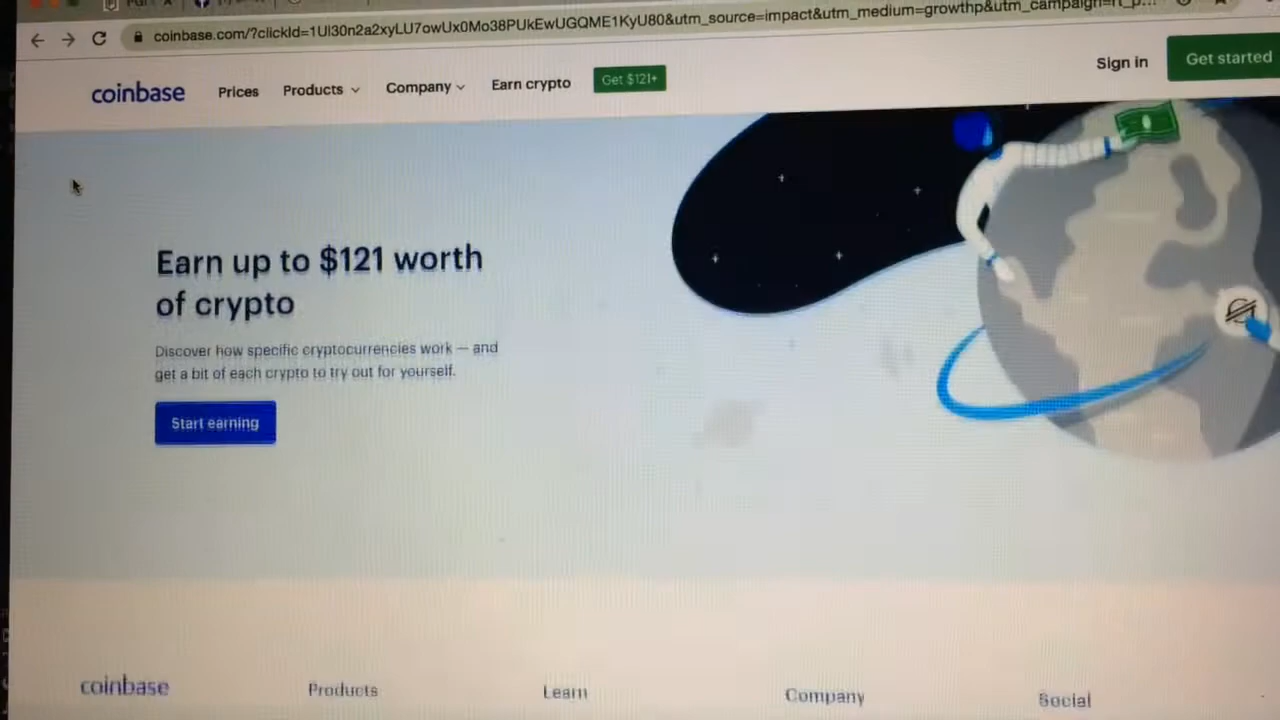 coinbase.com/?clickId=1Ul30n2a2xyLU7owUx0Mo38PUkEwUGQME1KyU80&utm_source=impact&utm_medium=growthp&utm_campaign=rt_p...
coinbase
Prices
Products
Company
Earn crypto
Get $121+
Sign in
Get started
Earn up to $121 worth
of crypto
Discover how specific cryptocurrencies work — and
get a bit of each crypto to try out for yourself.
Start earning
coinbase
Products
Learn
Company
Social